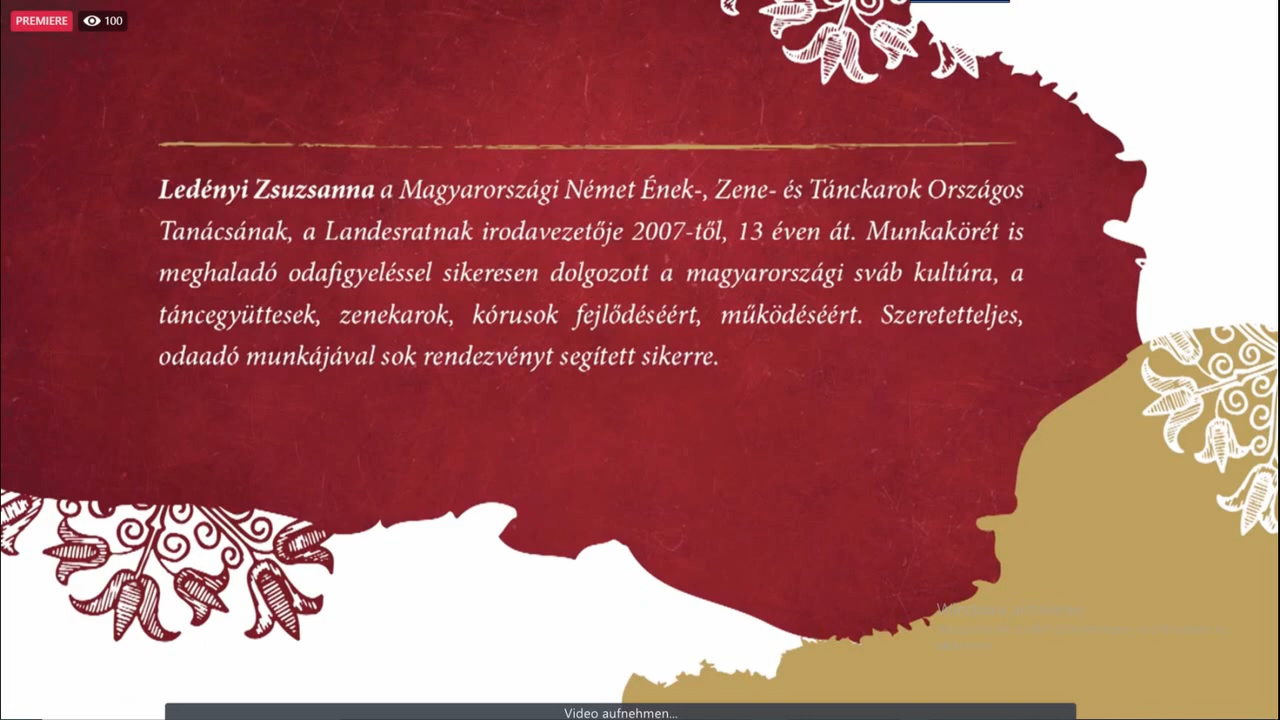 PREMIERE 100
Ledényi Zsuzsanna a Magyarországi Német Ének-, Zene- és Tánckarok Országos
Tanácsának, a Landesratnak irodavezetője 2007-től, 13 éven át. Munkakörét is
meghaladó odafigyeléssel sikeresen dolgozott a magyarországi sváb kultúra, a
táncegyüttesek, zenekarok, kórusok fejlődéséért, működéséért. Szeretetteljes,
odaadó munkájával sok rendezvényt segített sikerre.
Video aufnehmen...